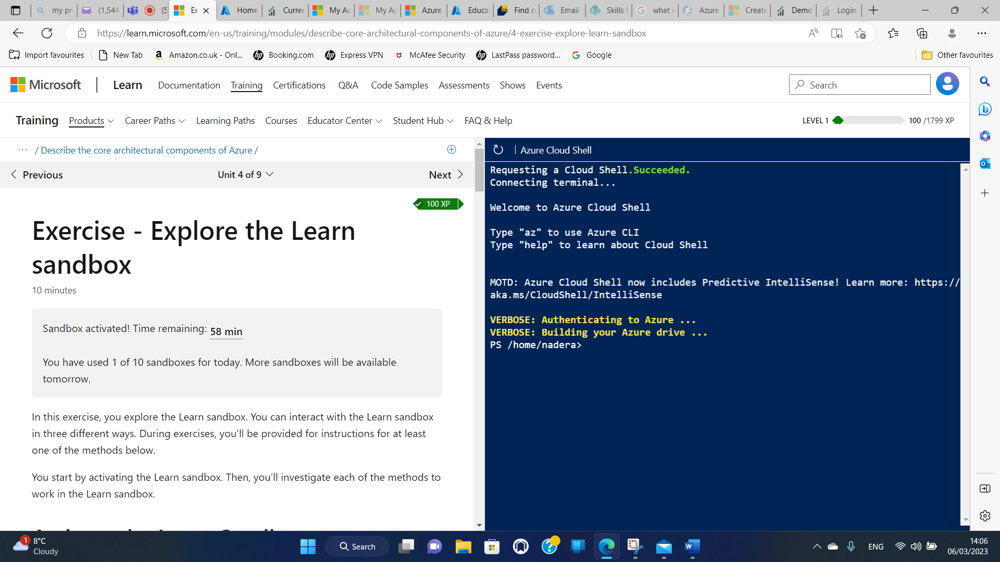 my pr
(1,544
(5
Ex
Home
Curren
My Ac
My Ac
Azure
Educat
Find co
Email -
Skills E
what i
Azure
Create
Demo
Login
https://learn.microsoft.com/en-us/training/modules/describe-core-architectural-components-of-azure/4-exercise-explore-learn-sandbox
Import favourites
New Tab
Amazon.co.uk - Onl...
Booking.com
Express VPN
McAfee Security
LastPass password...
Google
Other favourites
Microsoft
Learn
Documentation
Training
Certifications
Q&A
Code Samples
Assessments
Shows
Events
Search
Training
Products
Career Paths
Learning Paths
Courses
Educator Center
Student Hub
FAQ & Help
LEVEL 1
100 /1799 XP
··· / Describe the core architectural components of Azure /
Previous
Unit 4 of 9
Next
100 XP
Exercise - Explore the Learn
sandbox
10 minutes
Sandbox activated! Time remaining: 58 min
You have used 1 of 10 sandboxes for today. More sandboxes will be available
tomorrow.
In this exercise, you explore the Learn sandbox. You can interact with the Learn sandbox
in three different ways. During exercises, you'll be provided for instructions for at least
one of the methods below.
You start by activating the Learn sandbox. Then, you’ll investigate each of the methods to
work in the Learn sandbox.
Azure Cloud Shell
Requesting a Cloud Shell.Succeeded.
Connecting terminal...
Welcome to Azure Cloud Shell
Type "az" to use Azure CLI
Type "help" to learn about Cloud Shell
MOTD: Azure Cloud Shell now includes Predictive IntelliSense! Learn more: https://
aka.ms/CloudShell/IntelliSense
VERBOSE: Authenticating to Azure ...
VERBOSE: Building your Azure drive ...
PS /home/nadera>
1
8°C
Cloudy
Search
ENG
14:06
06/03/2023